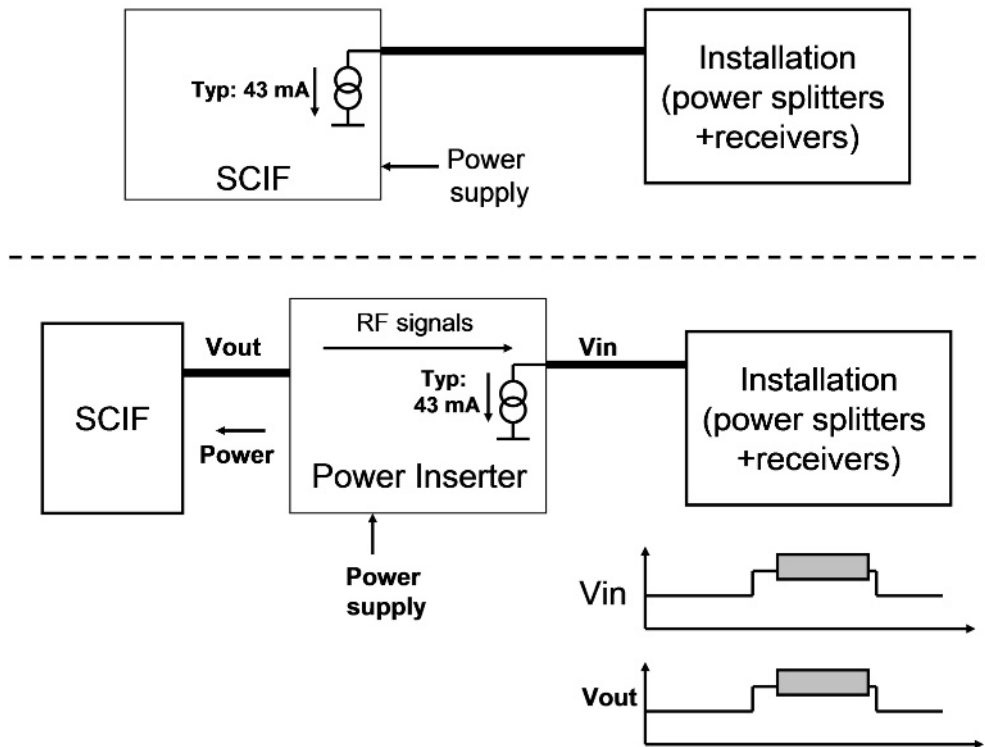 Typ: 43 mA
SCIF
Power
supply
Installation
(power splitters
+receivers)
SCIF
Vout
Power
RF signals
Typ:
43 mA
Power Inserter
Power
supply
Vin
Installation
(power splitters
+receivers)
Vin
Vout